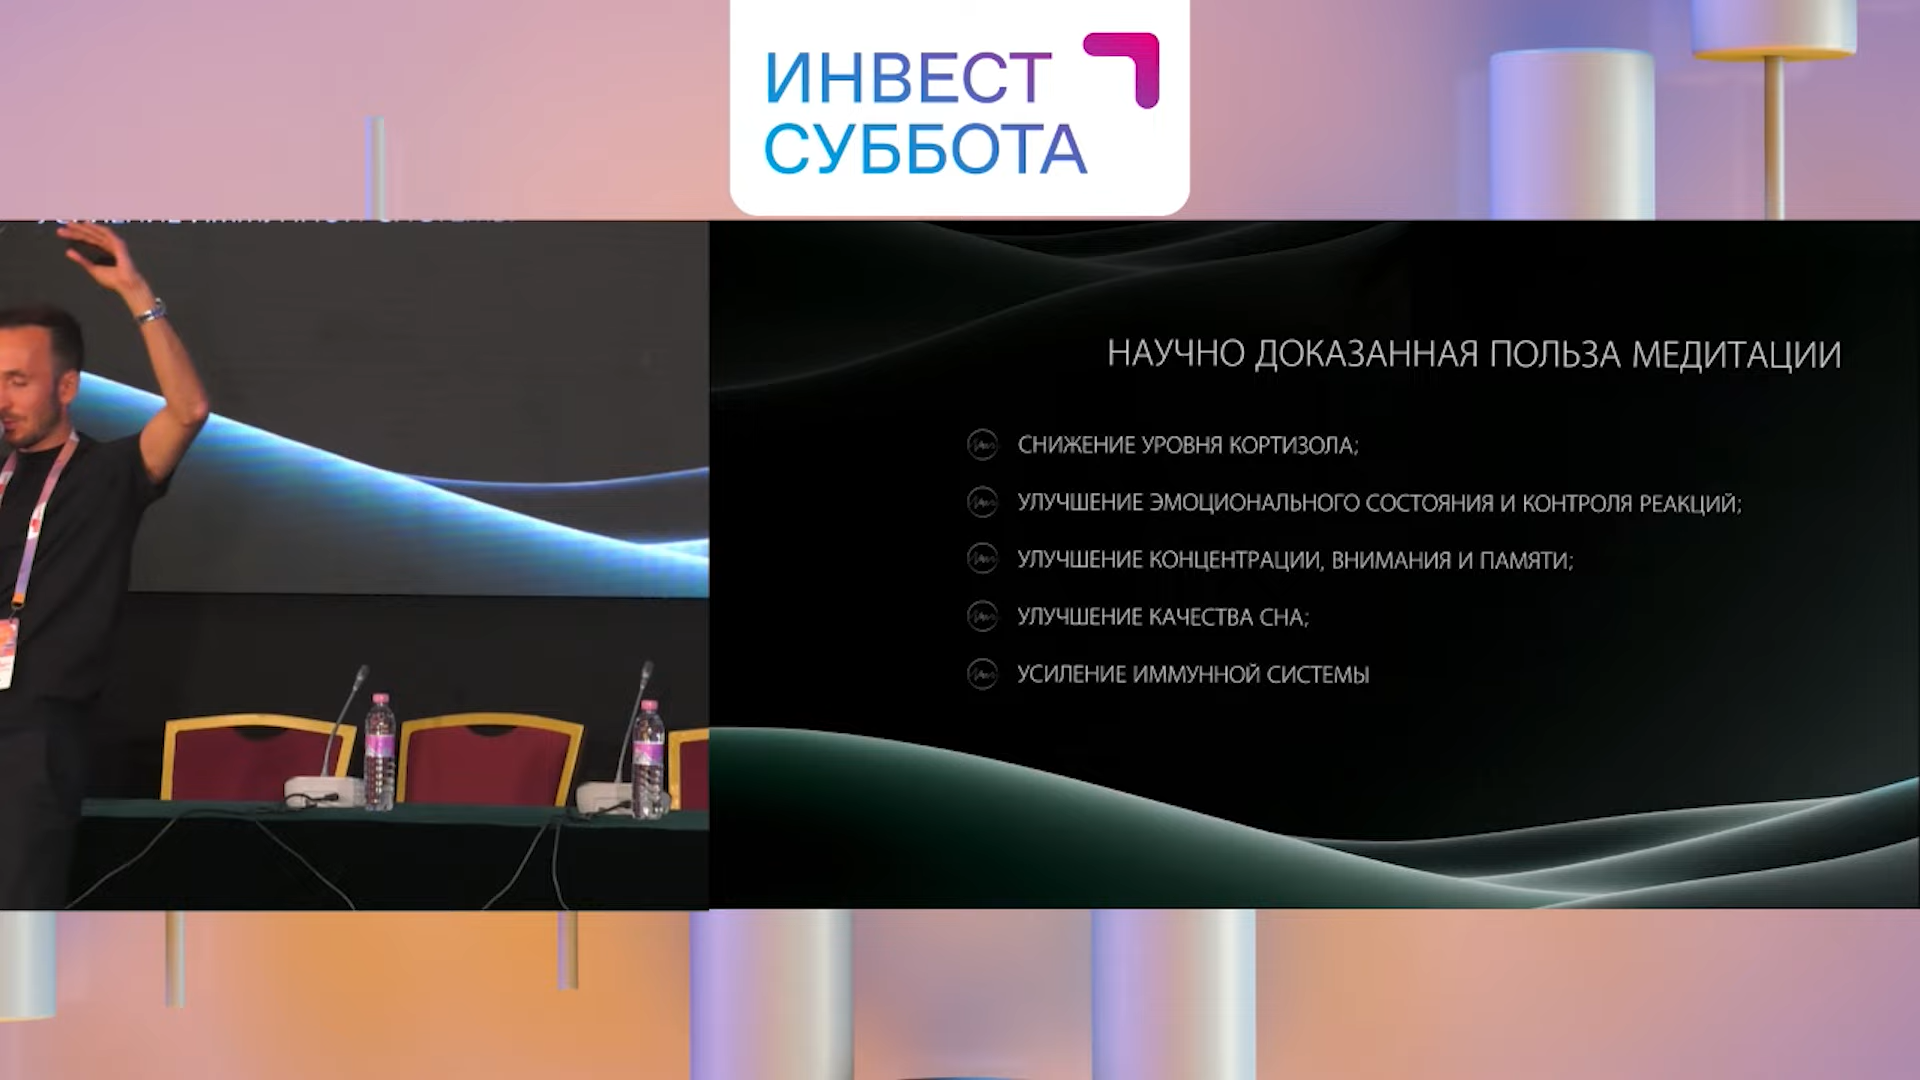 ИНВЕСТ
СУББОТА
НАУЧНО ДОКАЗАННАЯ ПОЛЬЗА МЕДИТАЦИИ
СНИЖЕНИЕ УРОВНЯ КОРТИЗОЛА;
УЛУЧШЕНИЕ ЭМОЦИОНАЛЬНОГО СОСТОЯНИЯ И КОНТРОЛЯ РЕАКЦИЙ;
УЛУЧШЕНИЕ КОНЦЕНТРАЦИИ, ВНИМАНИЯ И ПАМЯТИ;
УЛУЧШЕНИЕ КАЧЕСТВА СНА;
УСИЛЕНИЕ ИММУННОЙ СИСТЕМЫ